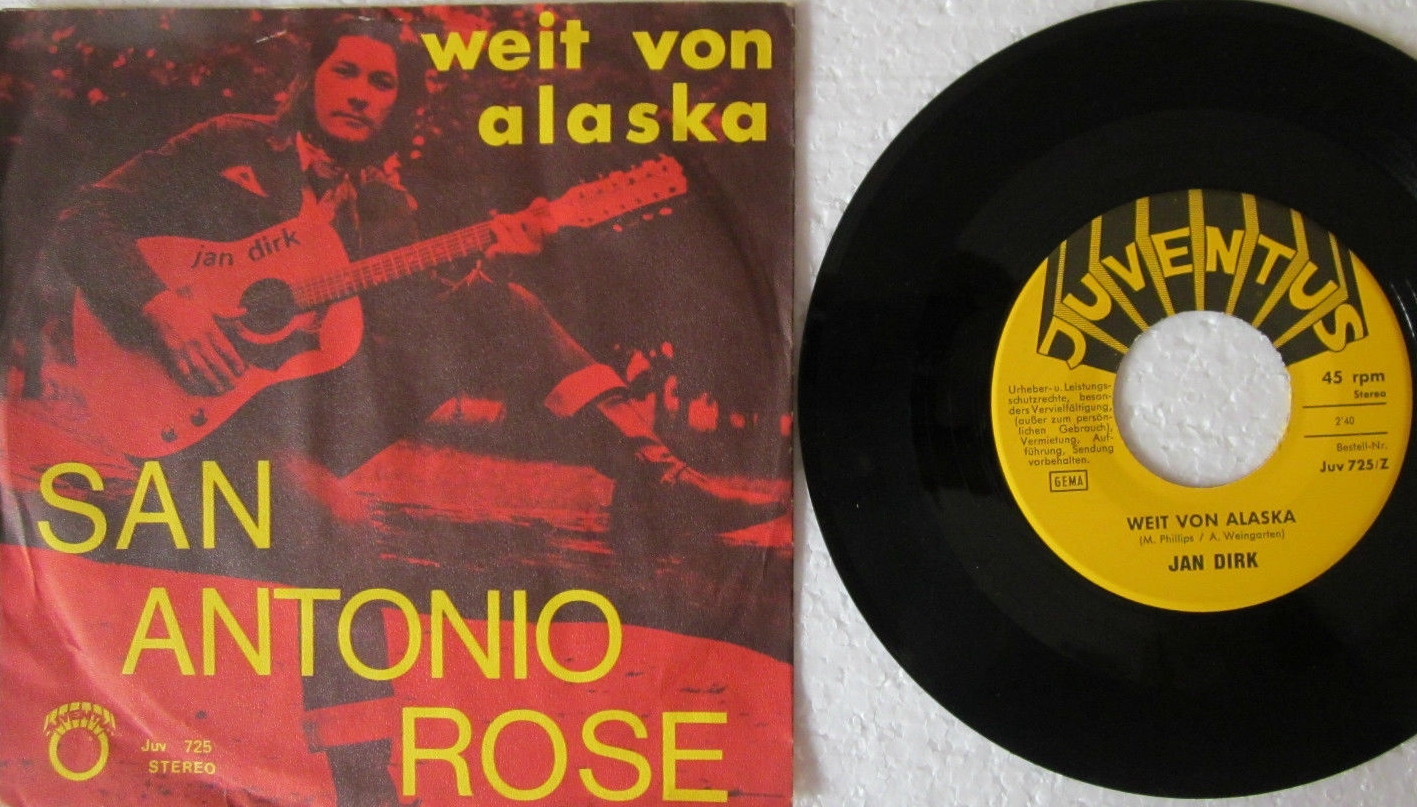 weit von
alaska
jan dirk
SAN
ANTONIO
ROSE
JUVENTUS
Juv 725
STEREO
JUVENTUS
Urheber- u. Leistungs-
schutzrechte, beson-
ders Vervielfältigung,
(außer zum persön-
lichen Gebrauch),
Vermietung, Auf-
führung, Sendung
vorbehalten.
GEMA
45 rpm
Stereo
2'40
Bestell-Nr.
Juv 725/Z
WEIT VON ALASKA
(M. Phillips / A. Weingarten)
JAN DIRK